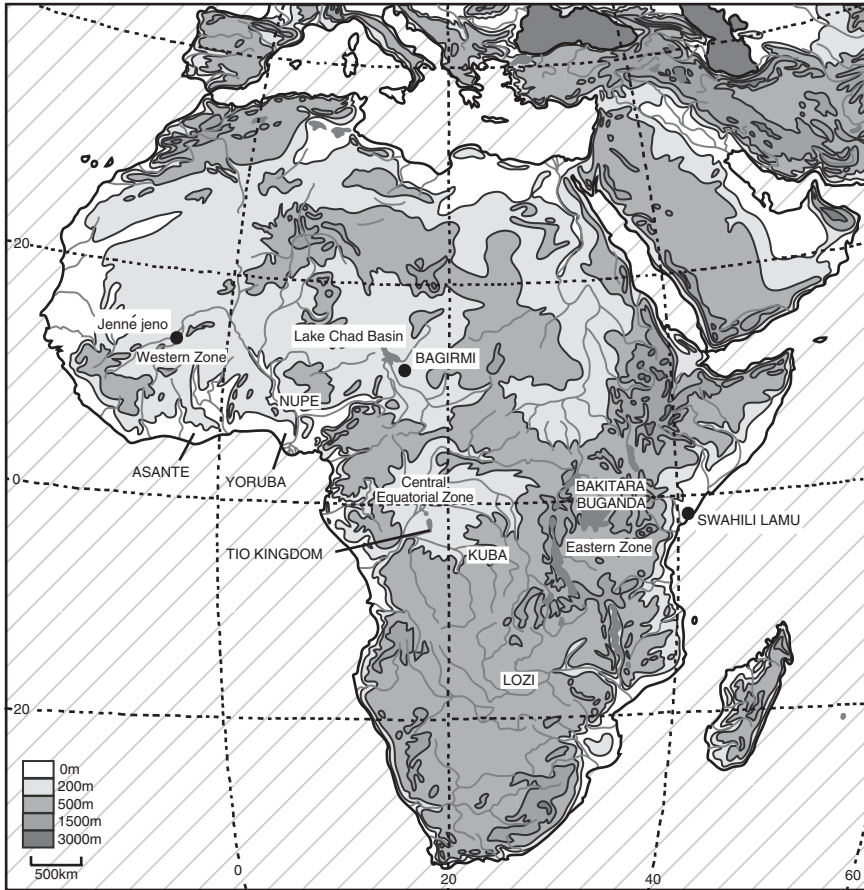 20
Jenné jeno
Western Zone
Lake Chad Basin
BAGIRMI
NUPE
ASANTE
YORUBA
0
Central
Equatorial Zone
BAKITARA
BUGANDA
SWAHILI LAMU
Eastern Zone
TIO KINGDOM
KUBA
LOZI
20
0m
200m
500m
1500m
3000m
500km
0
20
40
60